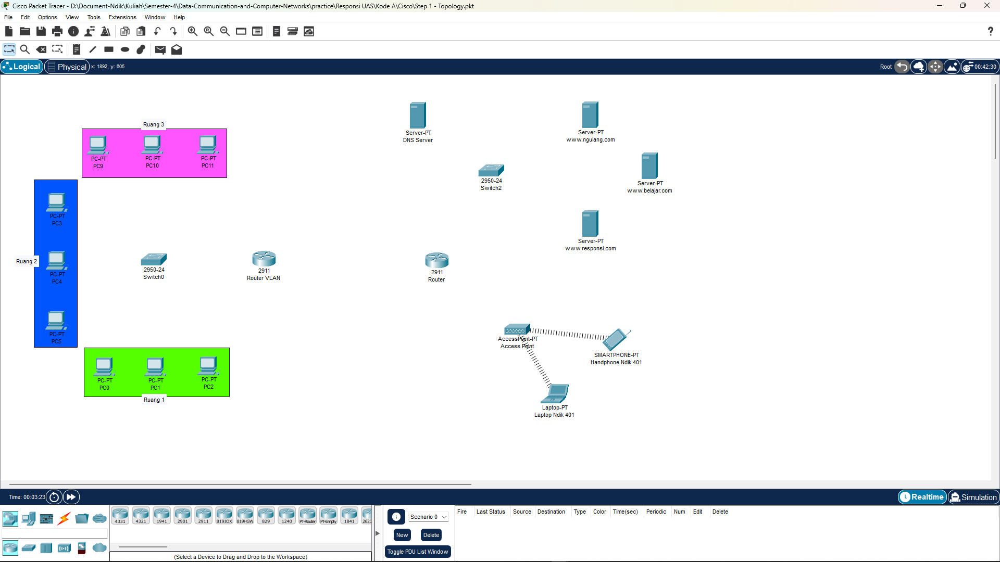 Cisco Packet Tracer - D:\Document-Ndik\Kuliah\Semester-4\Data-Communication-and-Computer-Networks\practice\Responsi UAS\Kode A\Cisco\Step 1 - Topology.pkt
File Edit Options View Tools Extensions Window Help
Logical Physical x: 1892, y: 605 Root 00:42:30
Ruang 3
PC-PT
PC9
PC-PT
PC10
PC-PT
PC11
Server-PT
DNS Server
Server-PT
www.ngulang.com
2950-24
Switch2
Server-PT
www.belajar.com
Server-PT
www.responsi.com
Ruang 2
PC-PT
PC3
PC-PT
PC4
PC-PT
PC5
2950-24
Switch0
2911
Router VLAN
2911
Router
AccessPoint-PT
Access Point
SMARTPHONE-PT
Handphone Ndik 401
Laptop-PT
Laptop Ndik 401
PC-PT
PC0
PC-PT
PC1
PC-PT
PC2
Ruang 1
Time: 00:03:23 Realtime Simulation
4331 4321 1941 2901 2911 819IOX 819HGW 829 1240 PT-Router PT-Empty 1841 2620
(Select a Device to Drag and Drop to the Workspace)
Scenario 0
New Delete
Toggle PDU List Window
Fire Last Status Source Destination Type Color Time(sec) Periodic Num Edit Delete